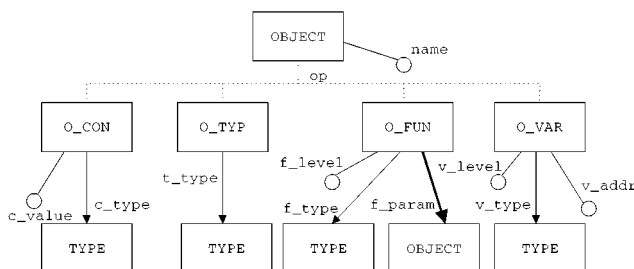 OBJECT
name
op
O_CON
O_TYP
O_FUN
O_VAR
f_level
v_level
t_type
v_addr
c_value
c_type
f_type
f_param
v_type
TYPE
TYPE
TYPE
OBJECT
TYPE